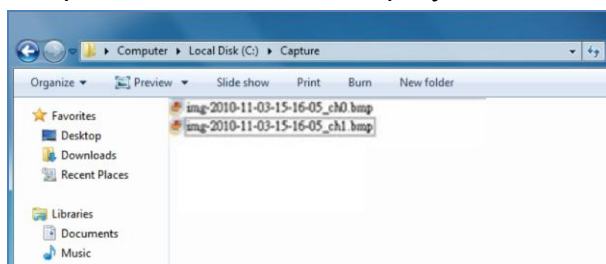 Computer ▸ Local Disk (C:) ▸ Capture
Organize ▾ Preview ▾ Slide show Print Burn New folder
Favorites
Desktop
Downloads
Recent Places
Libraries
Documents
Music
img-2010-11-03-15-16-05_ch0.bmp
img-2010-11-03-15-16-05_ch1.bmp